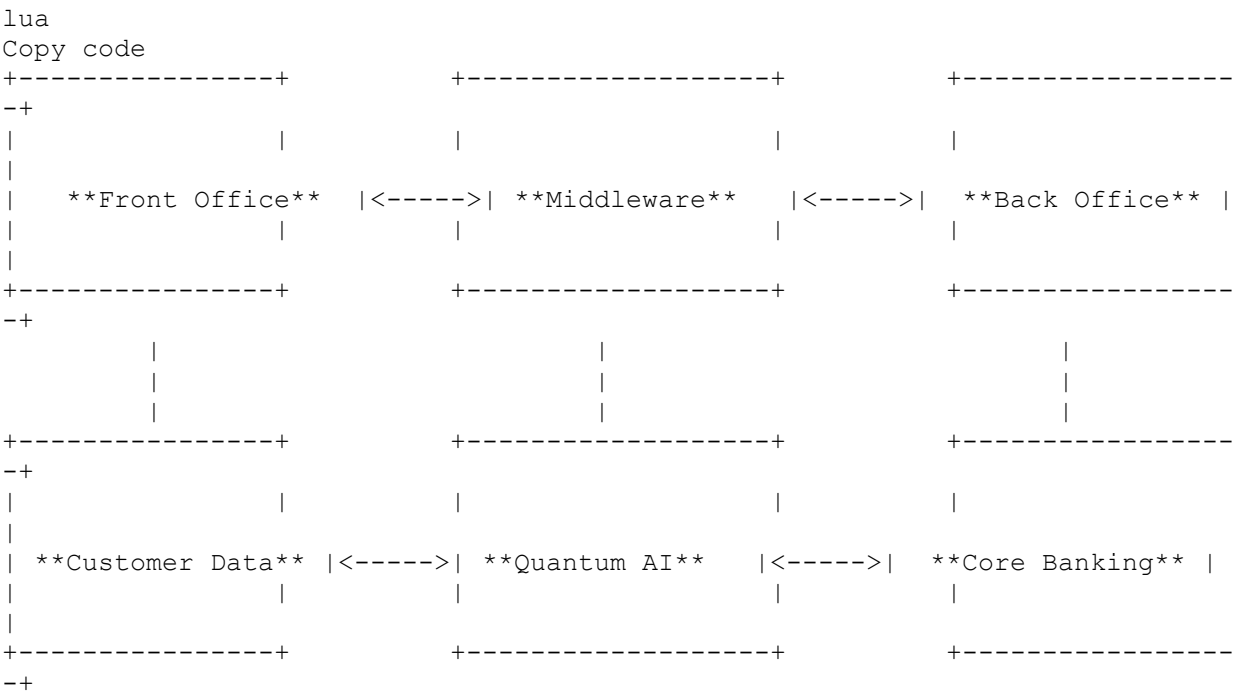 lua
Copy code
+----------------+          +-------------------+          +-----------------
-+
|                |          |                   |          |
|
|   **Front Office**  |<----->| **Middleware**   |<----->|  **Back Office** |
|                |          |                   |          |
|
+----------------+          +-------------------+          +-----------------
-+
         |                           |                            |
         |                           |                            |
         |                           |                            |
+----------------+          +-------------------+          +-----------------
-+
|                |          |                   |          |
|
| **Customer Data** |<----->| **Quantum AI**   |<----->|  **Core Banking** |
|                |          |                   |          |
|
+----------------+          +-------------------+          +-----------------
-+